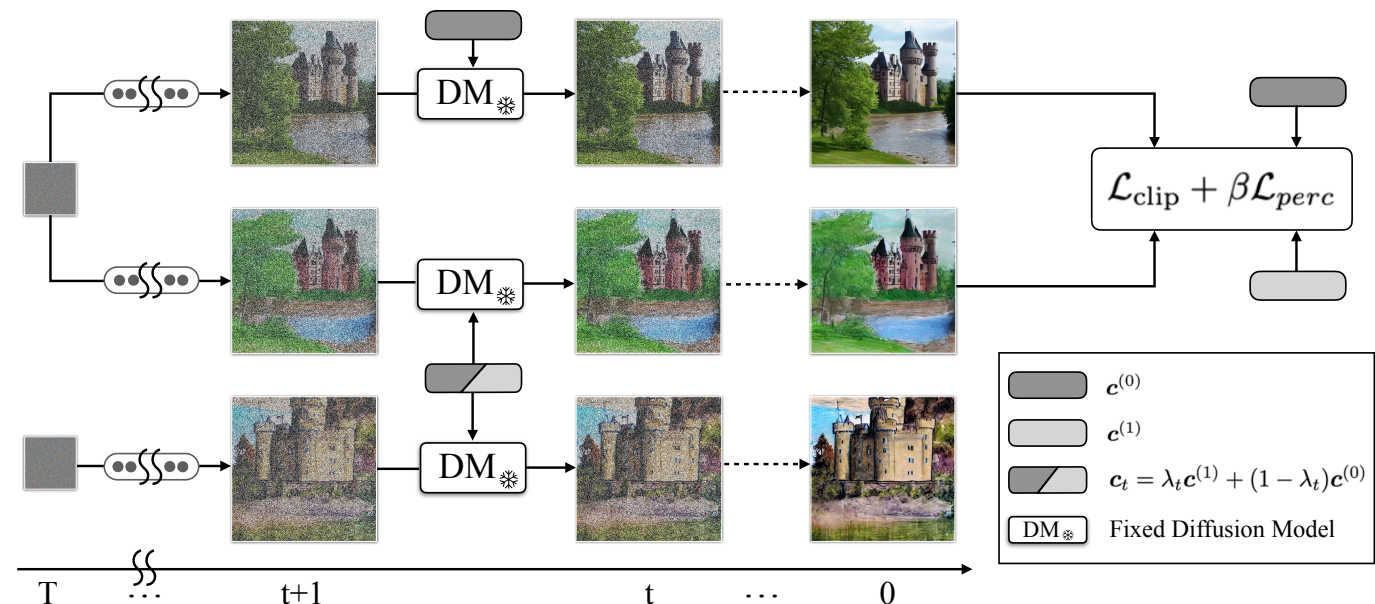 DM❄
ℒ_clip + βℒ_perc
DM❄
DM❄
c^(0)
c^(1)
c_t = λ_t c^(1) + (1 − λ_t)c^(0)
DM❄ Fixed Diffusion Model
T ... t+1 t ... 0